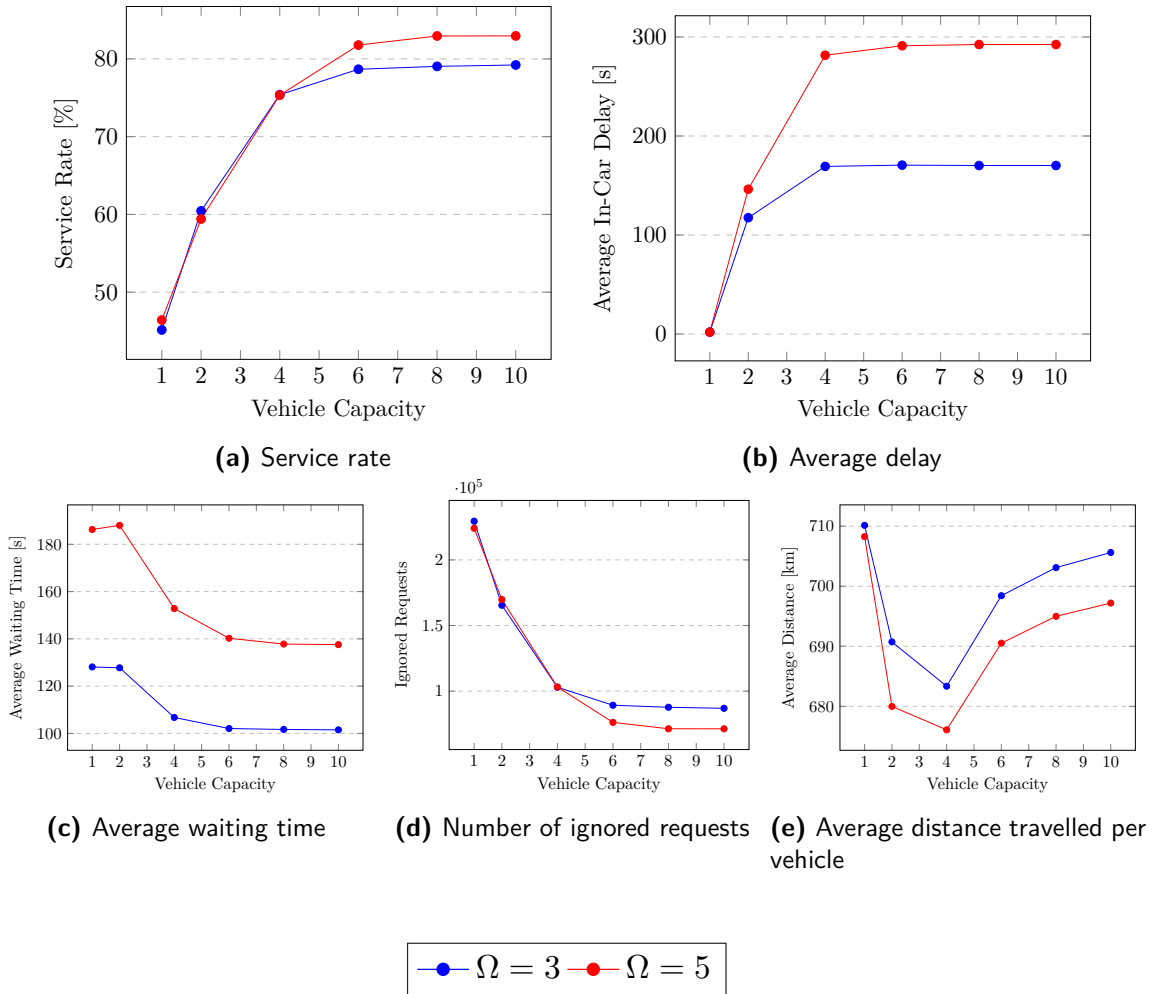 80
70
60
50
Service Rate [%]
1 2 3 4 5 6 7 8 9 10
Vehicle Capacity
(a) Service rate
300
200
100
0
Average In-Car Delay [s]
1 2 3 4 5 6 7 8 9 10
Vehicle Capacity
(b) Average delay
180
160
140
120
100
Average Waiting Time [s]
1 2 3 4 5 6 7 8 9 10
Vehicle Capacity
(c) Average waiting time
·10⁵
2
1.5
1
Ignored Requests
1 2 3 4 5 6 7 8 9 10
Vehicle Capacity
(d) Number of ignored requests
710
700
690
680
Average Distance [km]
1 2 3 4 5 6 7 8 9 10
Vehicle Capacity
(e) Average distance travelled per
vehicle
Ω = 3 Ω = 5